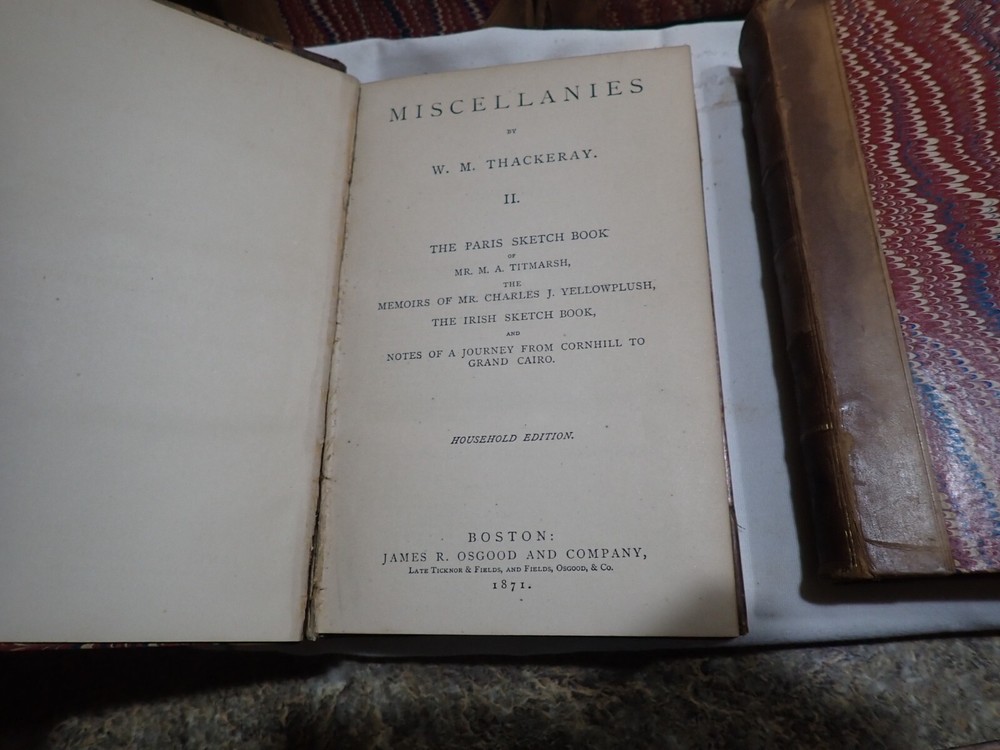 MISCELLANIES
BY
W. M. THACKERAY.
II.
THE PARIS SKETCH BOOK
OF
MR. M. A. TITMARSH,
THE
MEMOIRS OF MR. CHARLES J. YELLOWPLUSH,
THE IRISH SKETCH BOOK,
AND
NOTES OF A JOURNEY FROM CORNHILL TO
GRAND CAIRO.
HOUSEHOLD EDITION.
BOSTON:
JAMES R. OSGOOD AND COMPANY,
LATE TICKNOR & FIELDS, AND FIELDS, OSGOOD, & CO.
1871.